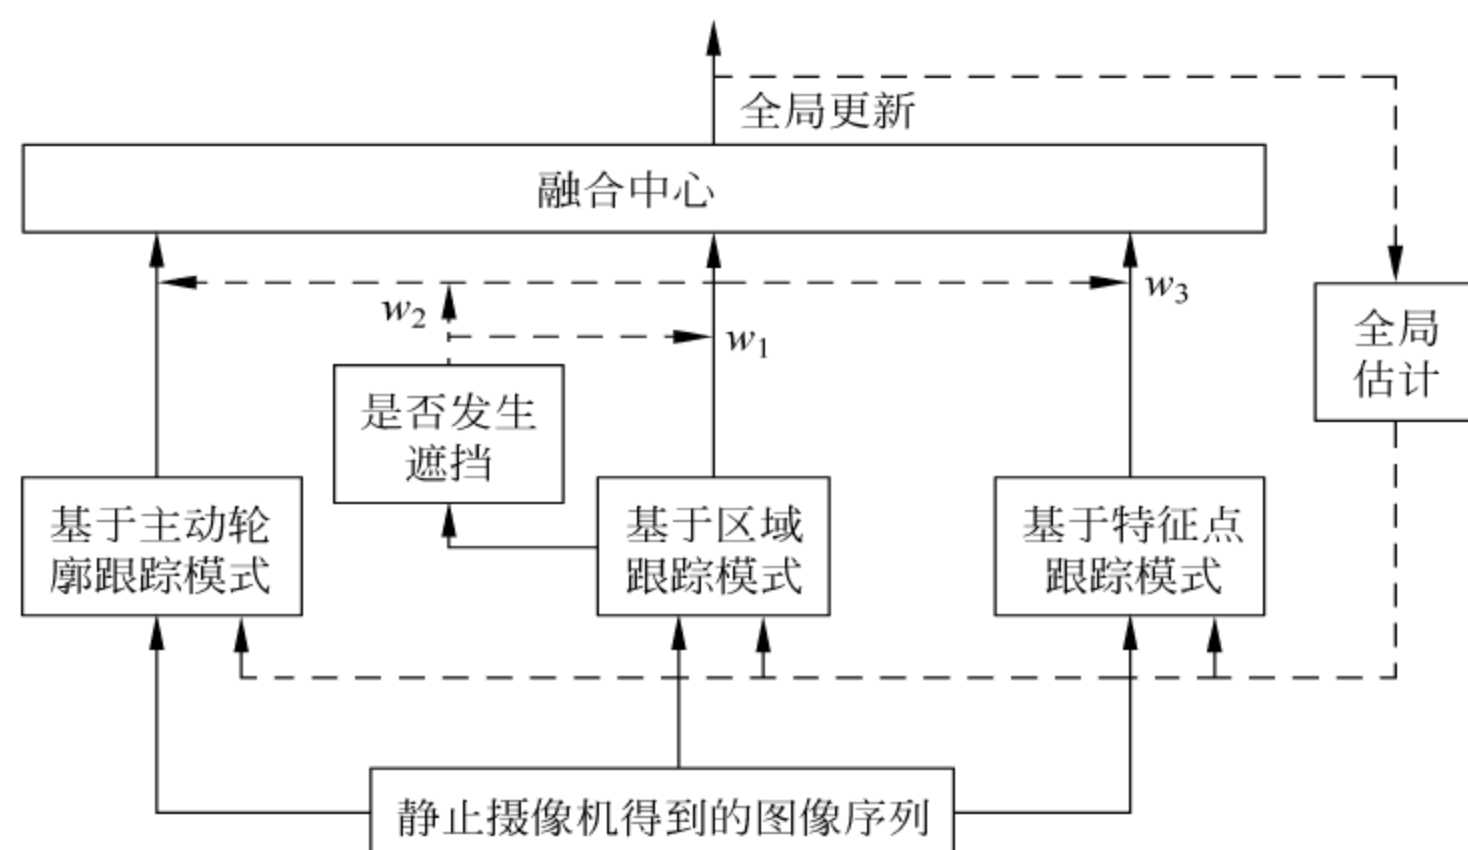 全局更新
融合中心
w2
w3
w1
全局
估计
是否发生
遮挡
基于主动轮
廓跟踪模式
基于区域
跟踪模式
基于特征点
跟踪模式
静止摄像机得到的图像序列